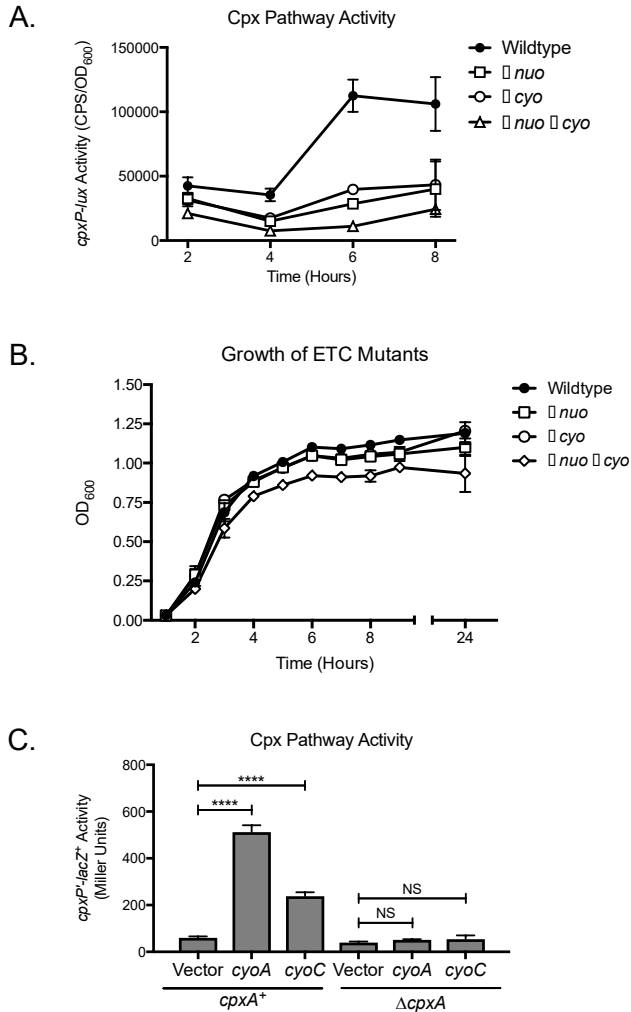 A.
Cpx Pathway Activity
cpxP-lux Activity (CPS/OD600)
150000
100000
50000
0
2 4 6 8
Time (Hours)
Wildtype
▯ nuo
▯ cyo
▯ nuo ▯ cyo
B.
Growth of ETC Mutants
OD600
1.50
1.25
1.00
0.75
0.50
0.25
0.00
2 4 6 8 24
Time (Hours)
Wildtype
▯ nuo
▯ cyo
▯ nuo ▯ cyo
C.
Cpx Pathway Activity
cpxP'-lacZ+ Activity
(Miller Units)
800
600
400
200
0
****
****
NS
NS
Vector cyoA cyoC Vector cyoA cyoC
cpxA+ ΔcpxA